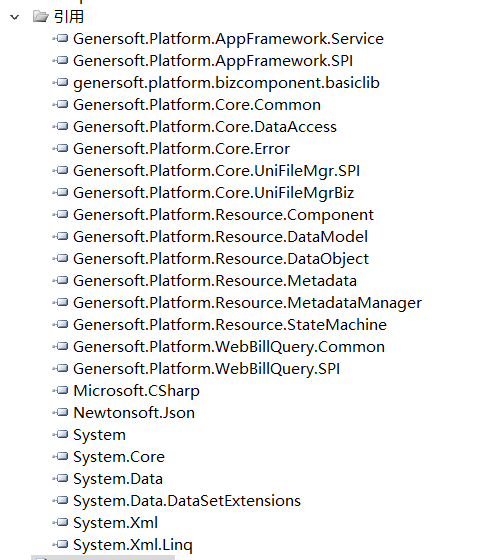 引用
Genersoft.Platform.AppFramework.Service
Genersoft.Platform.AppFramework.SPI
genersoft.platform.bizcomponent.basiclib
Genersoft.Platform.Core.Common
Genersoft.Platform.Core.DataAccess
Genersoft.Platform.Core.Error
Genersoft.Platform.Core.UniFileMgr.SPI
Genersoft.Platform.Core.UniFileMgrBiz
Genersoft.Platform.Resource.Component
Genersoft.Platform.Resource.DataModel
Genersoft.Platform.Resource.DataObject
Genersoft.Platform.Resource.Metadata
Genersoft.Platform.Resource.MetadataManager
Genersoft.Platform.Resource.StateMachine
Genersoft.Platform.WebBillQuery.Common
Genersoft.Platform.WebBillQuery.SPI
Microsoft.CSharp
Newtonsoft.Json
System
System.Core
System.Data
System.Data.DataSetExtensions
System.Xml
System.Xml.Linq